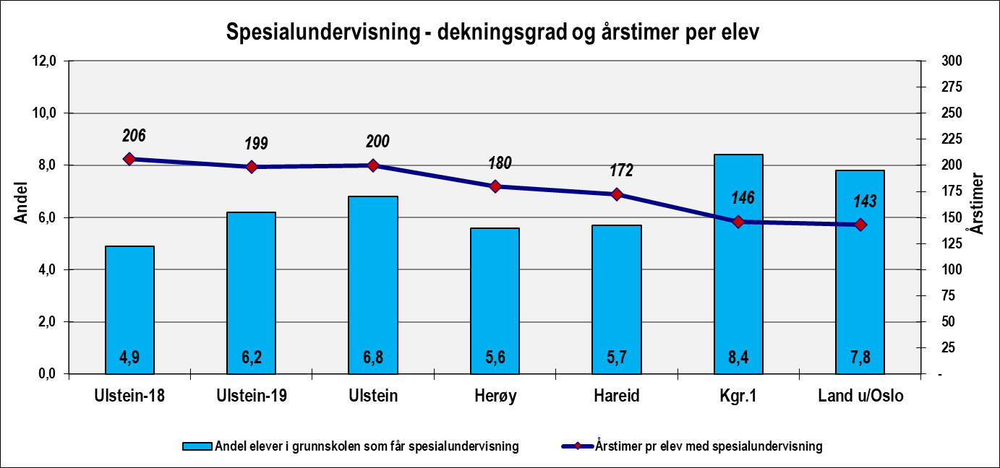 Spesialundervisning - dekningsgrad og årstimer per elev
12,0
10,0
8,0
6,0
4,0
2,0
0,0
Andel
300
275
250
225
200
175
150
125
100
75
50
25
-
Årstimer
206
199
200
180
172
146
143
4,9
6,2
6,8
5,6
5,7
8,4
7,8
Ulstein-18
Ulstein-19
Ulstein
Herøy
Hareid
Kgr.1
Land u/Oslo
Andel elever i grunnskolen som får spesialundervisning
Årstimer pr elev med spesialundervisning